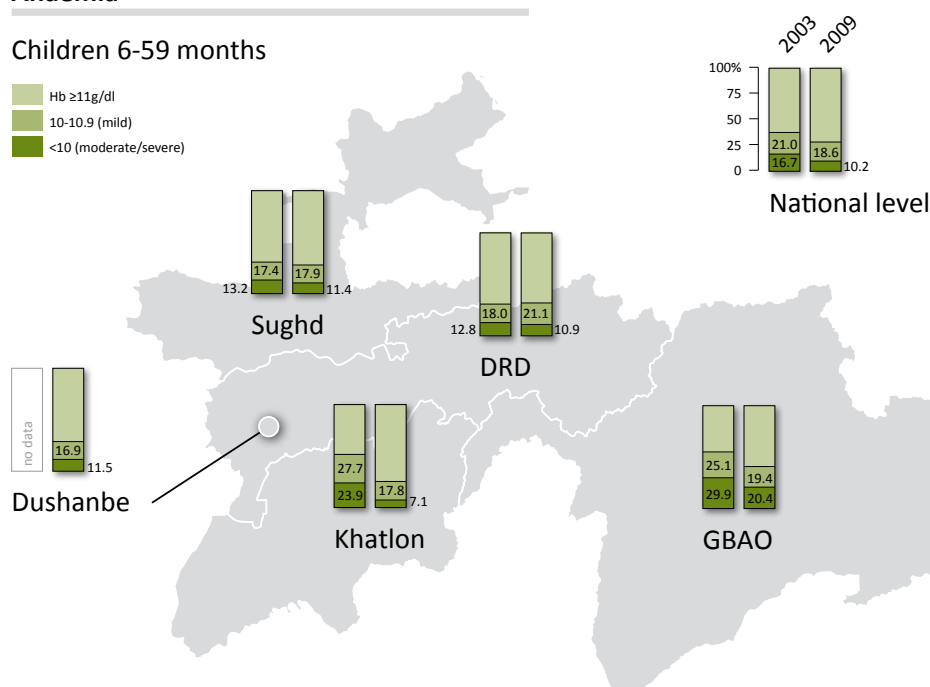 Children 6-59 months
Hb ≥11g/dl
10-10.9 (mild)
<10 (moderate/severe)
2003 2009
100%
75
50
25
0
21.0 18.6
16.7 10.2
National level
17.4 17.9
13.2 11.4
Sughd
18.0 21.1
12.8 10.9
DRD
no data
16.9
11.5
Dushanbe
27.7 17.8
23.9 7.1
Khatlon
25.1 19.4
29.9 20.4
GBAO